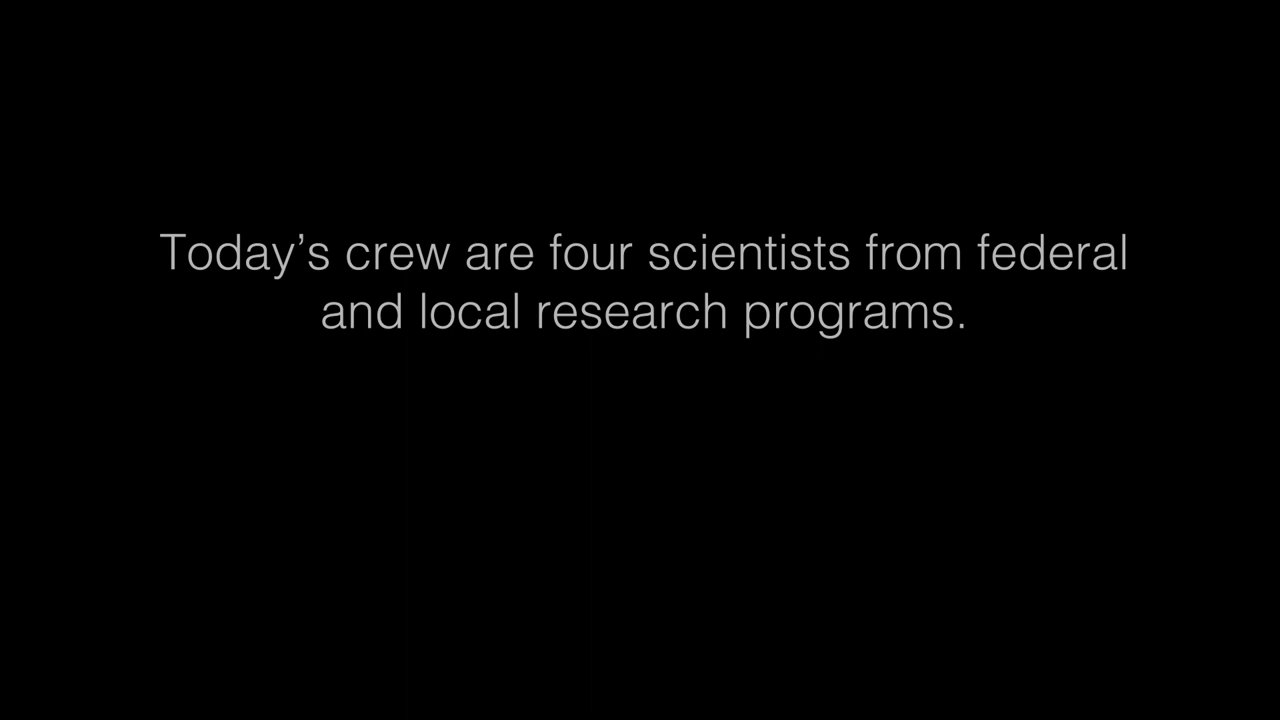 Today’s crew are four scientists from federal
and local research programs.